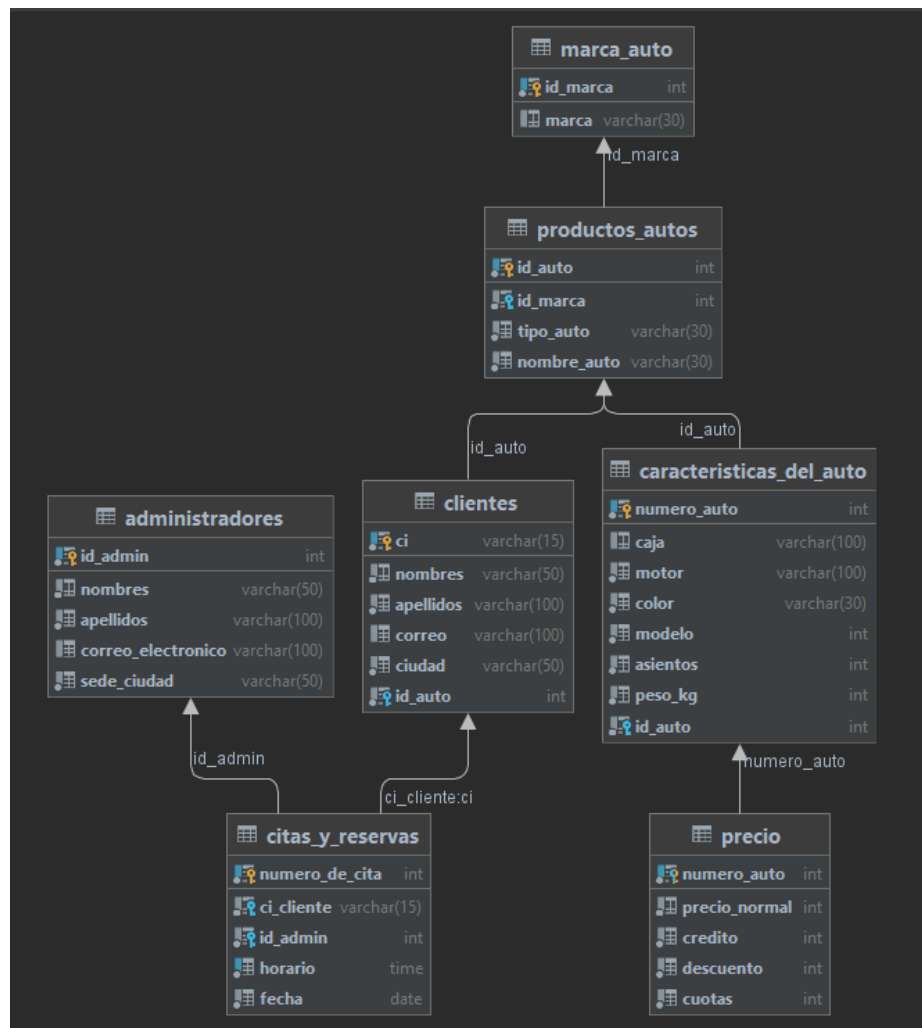 marca_auto
id_marca int
marca varchar(30)
id_marca
productos_autos
id_auto int
id_marca int
tipo_auto varchar(30)
nombre_auto varchar(30)
id_auto
id_auto
administradores
id_admin int
nombres varchar(50)
apellidos varchar(100)
correo_electronico varchar(100)
sede_ciudad varchar(50)
clientes
ci varchar(15)
nombres varchar(50)
apellidos varchar(100)
correo varchar(100)
ciudad varchar(50)
id_auto int
caracteristicas_del_auto
numero_auto int
caja varchar(100)
motor varchar(100)
color varchar(30)
modelo int
asientos int
peso_kg int
id_auto int
id_admin
ci_cliente:ci
numero_auto
citas_y_reservas
numero_de_cita int
ci_cliente varchar(15)
id_admin int
horario time
fecha date
precio
numero_auto int
precio_normal int
credito int
descuento int
cuotas int